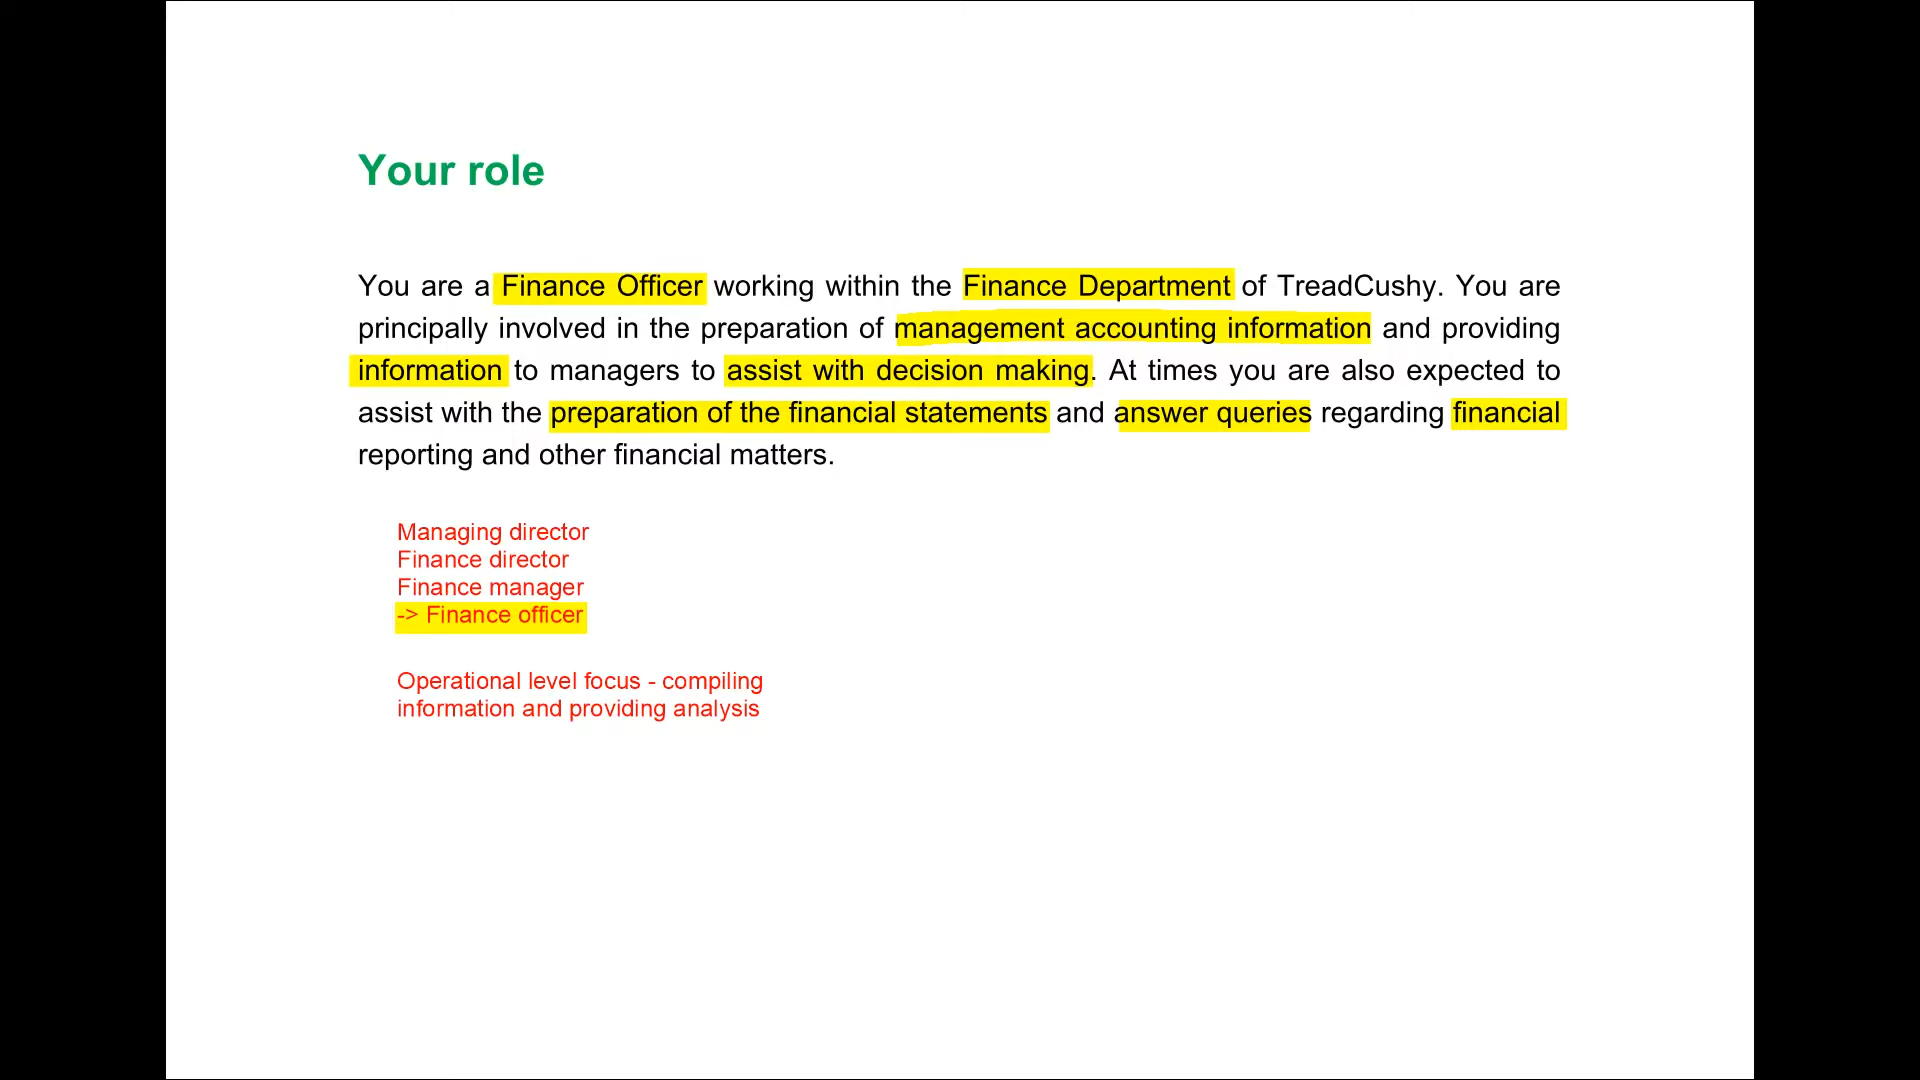 Your role
You are a Finance Officer working within the Finance Department of TreadCushy. You are
principally involved in the preparation of management accounting information and providing
information to managers to assist with decision making. At times you are also expected to
assist with the preparation of the financial statements and answer queries regarding financial
reporting and other financial matters.
Managing director
Finance director
Finance manager
-> Finance officer
Operational level focus - compiling
information and providing analysis